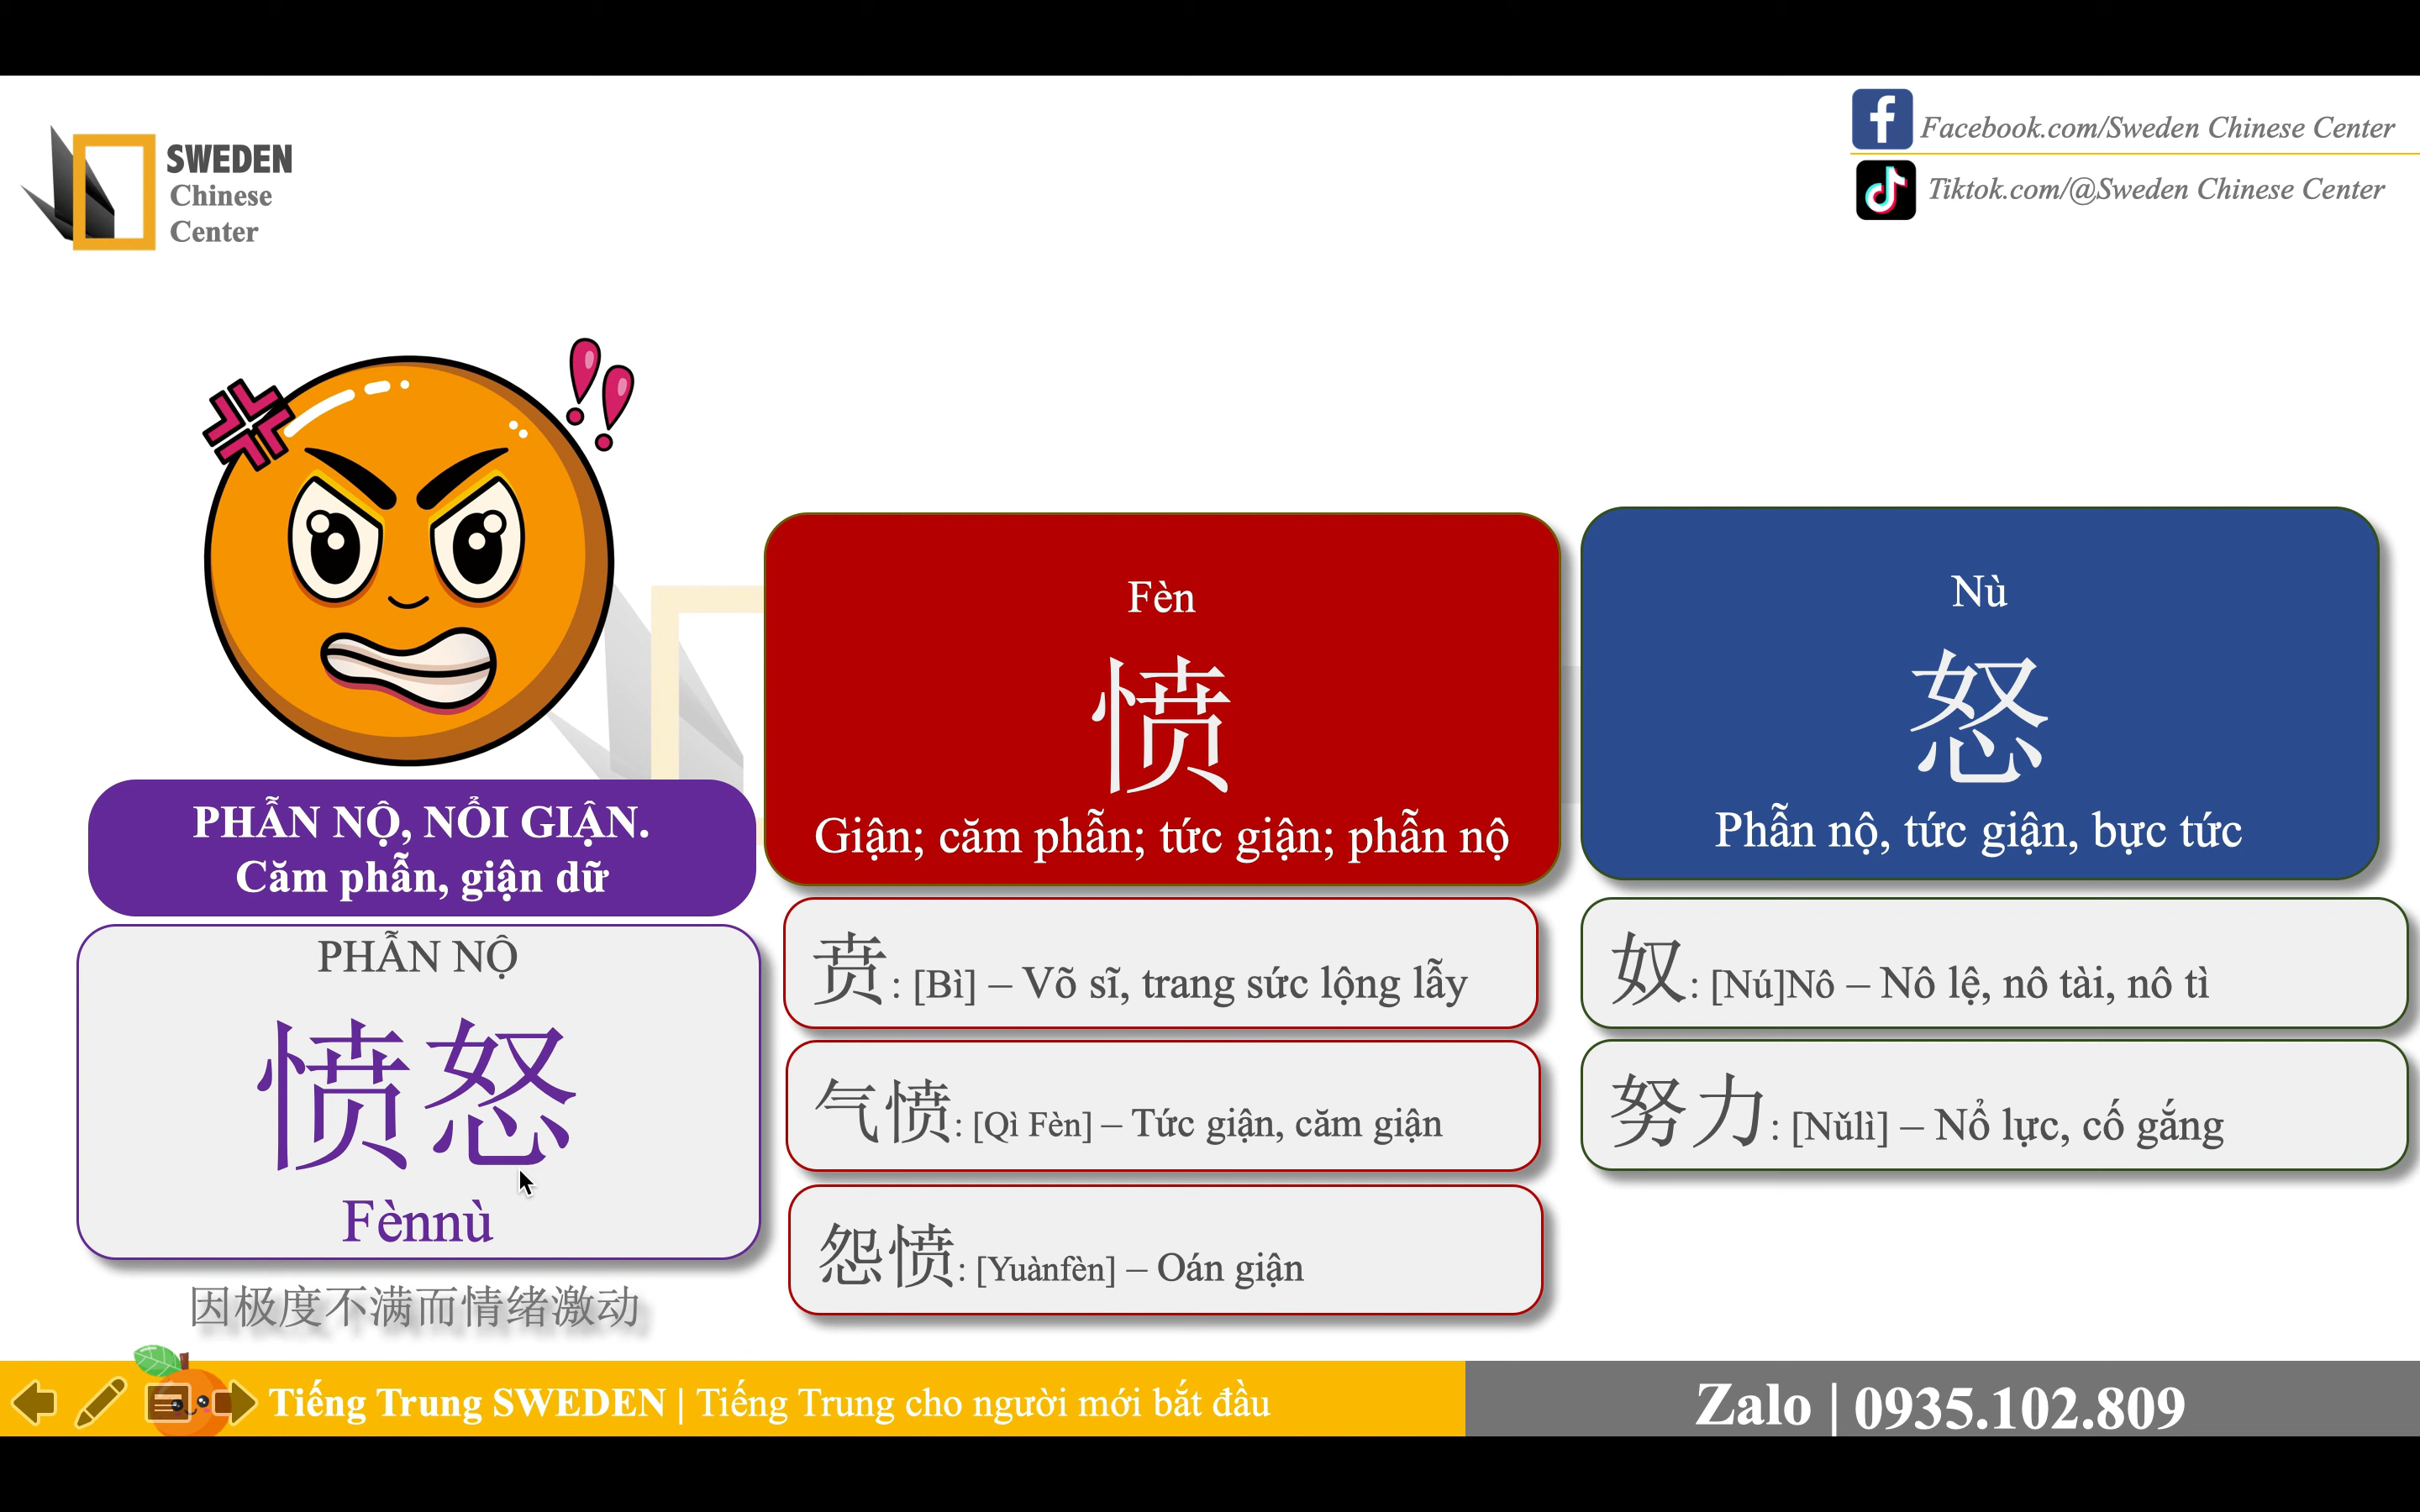 SWEDEN
Chinese
Center
Facebook.com/Sweden Chinese Center
Tiktok.com/@Sweden Chinese Center
PHẪN NỘ, NỔI GIẬN.
Căm phẫn, giận dữ
PHẪN NỘ
愤怒
Fènnù
因极度不满而情绪激动
Fèn
愤
Giận; căm phẫn; tức giận; phẫn nộ
贲: [Bì] – Võ sĩ, trang sức lộng lẫy
气愤: [Qì Fèn] – Tức giận, căm giận
怨愤: [Yuànfèn] – Oán giận
Nù
怒
Phẫn nộ, tức giận, bực tức
奴: [Nú]Nô – Nô lệ, nô tài, nô tì
努力: [Nǔlì] – Nổ lực, cố gắng
Tiếng Trung SWEDEN | Tiếng Trung cho người mới bắt đầu
Zalo | 0935.102.809